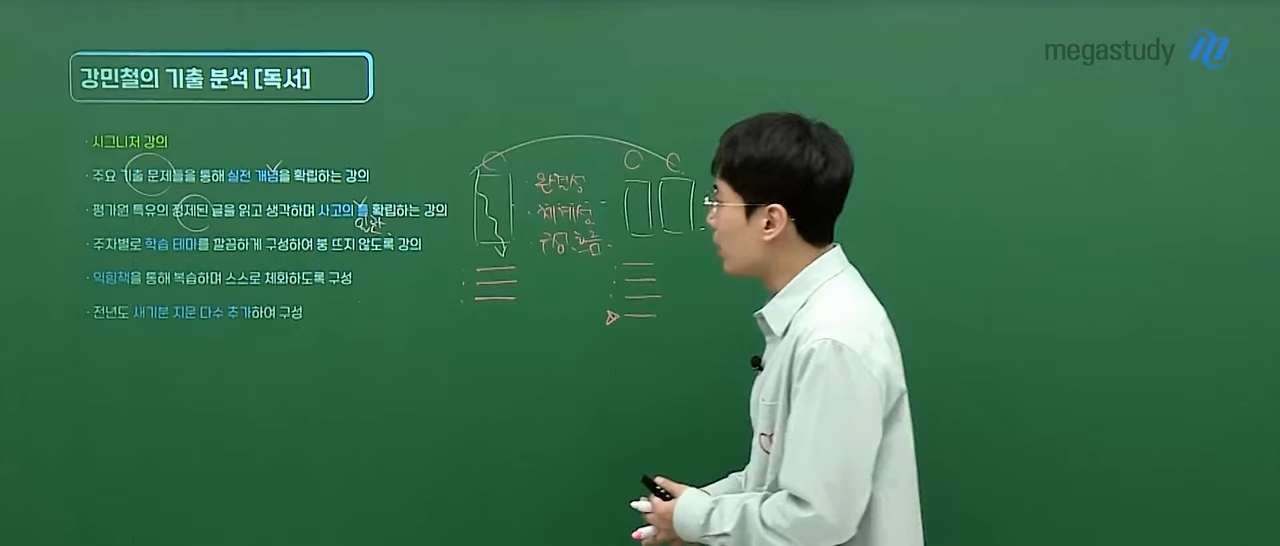 megastudy
강민철의 기출 분석 [독서]
· 시그니처 강의
· 주요 기출 문제들을 통해 실전 개념을 확립하는 강의
· 평가원 특유의 정제된 글을 읽고 생각하며 사고의 틀 확립하는 강의
일관
· 주차별로 학습 테마를 깔끔하게 구성하여 붕 뜨지 않도록 강의
· 익힘책을 통해 복습하며 스스로 체화하도록 구성
· 전년도 새기분 지문 다수 추가하여 구성
· 완결성
· 체계성